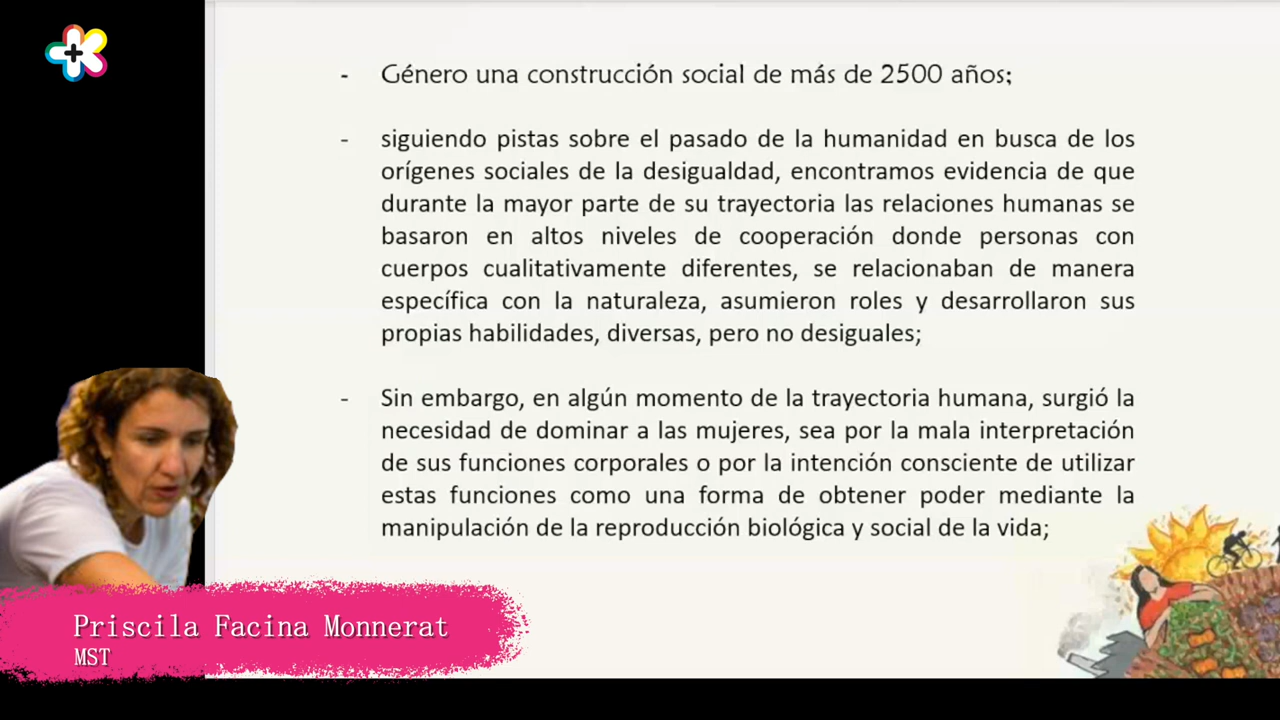 - Género una construcción social de más de 2500 años;
- siguiendo pistas sobre el pasado de la humanidad en busca de los
orígenes sociales de la desigualdad, encontramos evidencia de que
durante la mayor parte de su trayectoria las relaciones humanas se
basaron en altos niveles de cooperación donde personas con
cuerpos cualitativamente diferentes, se relacionaban de manera
específica con la naturaleza, asumieron roles y desarrollaron sus
propias habilidades, diversas, pero no desiguales;
- Sin embargo, en algún momento de la trayectoria humana, surgió la
necesidad de dominar a las mujeres, sea por la mala interpretación
de sus funciones corporales o por la intención consciente de utilizar
estas funciones como una forma de obtener poder mediante la
manipulación de la reproducción biológica y social de la vida;
Priscila Facina Monnerat
MST